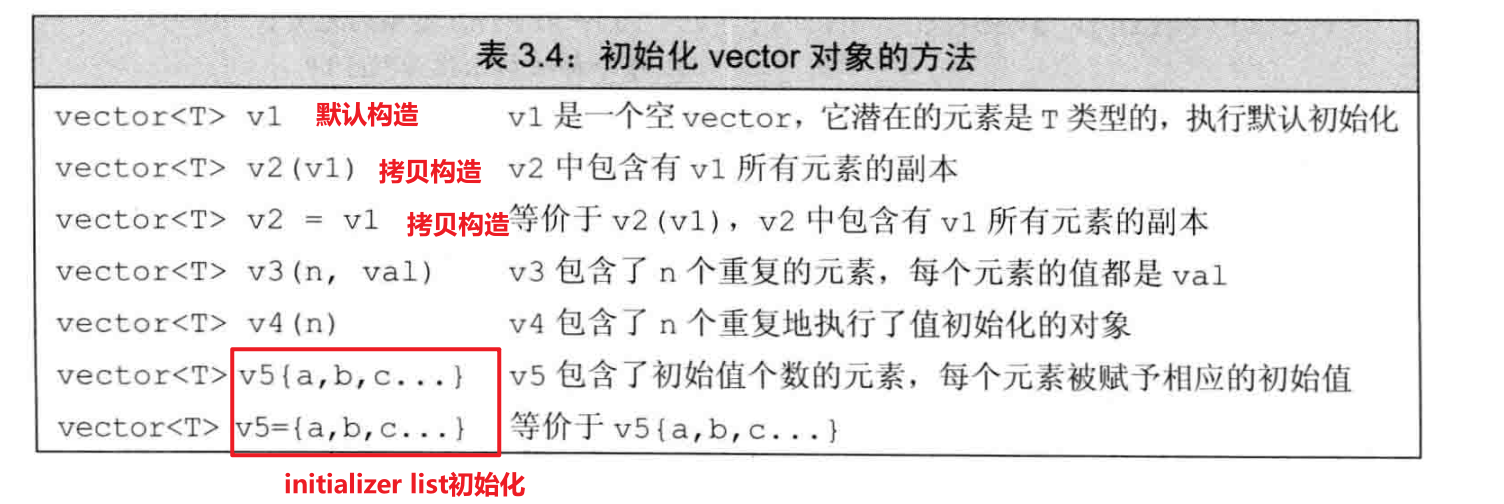 表 3.4：初始化 vector 对象的方法
vector<T> v1 默认构造 v1 是一个空 vector，它潜在的元素是 T 类型的，执行默认初始化
vector<T> v2(v1) 拷贝构造 v2 中包含有 v1 所有元素的副本
vector<T> v2 = v1 拷贝构造 等价于 v2(v1)，v2 中包含有 v1 所有元素的副本
vector<T> v3(n, val) v3 包含了 n 个重复的元素，每个元素的值都是 val
vector<T> v4(n) v4 包含了 n 个重复地执行了值初始化的对象
vector<T> v5{a,b,c...} v5 包含了初始值个数的元素，每个元素被赋予相应的初始值
vector<T> v5={a,b,c...} 等价于 v5{a,b,c...}
initializer list初始化